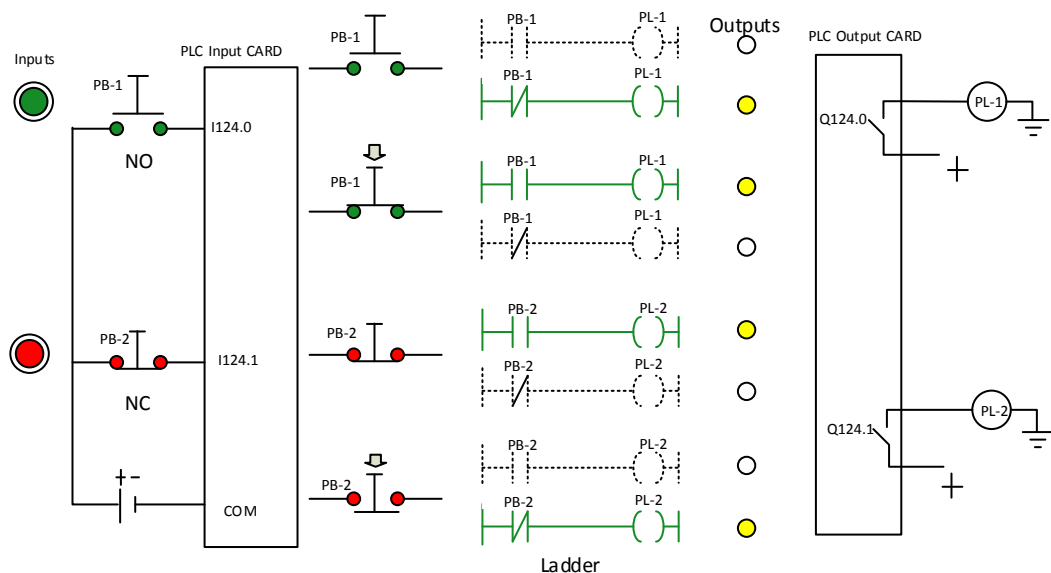 Inputs
PLC Input CARD
PB-1
I124.0
NO
PB-2
I124.1
NC
+ -
COM
PB-1
PB-1
PB-2
PB-2
PB-1 PL-1
PB-1 PL-1
PB-1 PL-1
PB-1 PL-1
PB-2 PL-2
PB-2 PL-2
PB-2 PL-2
PB-2 PL-2
Ladder
Outputs
PLC Output CARD
PL-1
Q124.0
+
PL-2
Q124.1
+